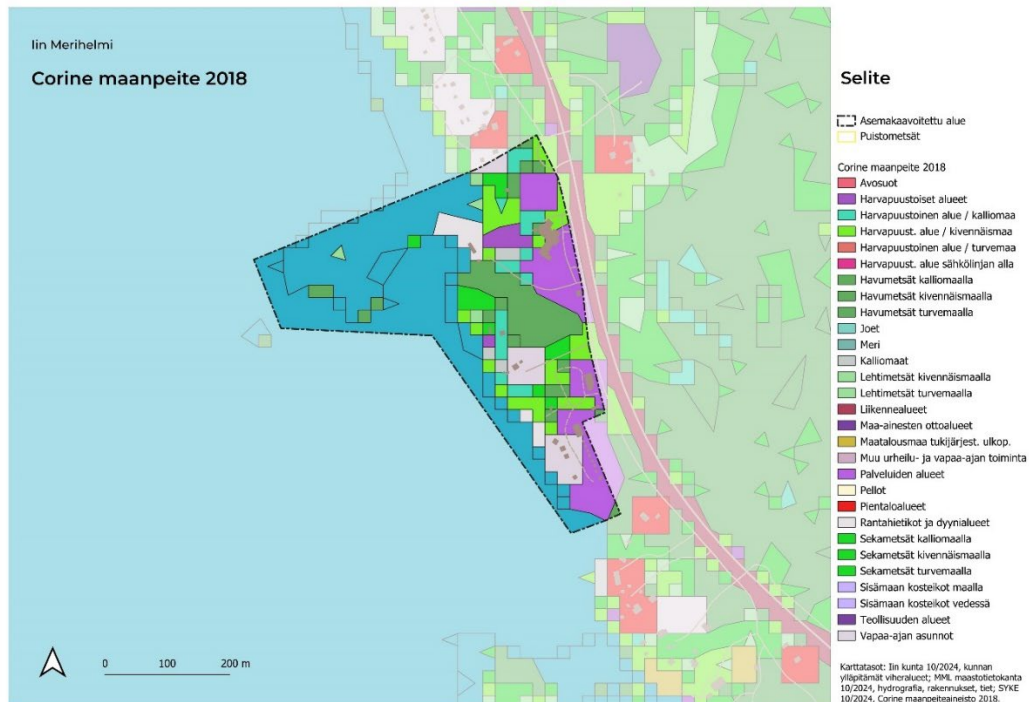 Iin Merihelmi
Corine maanpeite 2018
0 100 200 m
Selite
Asemakaavoitettu alue
Puistometsät
Corine maanpeite 2018
Avosuot
Harvapuustoiset alueet
Harvapuustoinen alue / kalliomaa
Harvapuust. alue / kivennäismaa
Harvapuustoinen alue / turvemaa
Harvapuust. alue sähkölinjan alla
Havumetsät kalliomaalla
Havumetsät kivennäismaalla
Havumetsät turvemaalla
Joet
Meri
Kalliomaat
Lehtimetsät kivennäismaalla
Lehtimetsät turvemaalla
Liikennealueet
Maa-ainesten ottoalueet
Maatalousmaa tukijärjest. ulkop.
Muu urheilu- ja vapaa-ajan toiminta
Palveluiden alueet
Pellot
Pientaloalueet
Rantahietikot ja dyynialueet
Sekametsät kalliomaalla
Sekametsät kivennäismaalla
Sekametsät turvemaalla
Sisämaan kosteikot maalla
Sisämaan kosteikot vedessä
Teollisuuden alueet
Vapaa-ajan asunnot
Karttatasot: Iin kunta 10/2024, kunnan
ylläpitämät viheralueet; MML maastotietokanta
10/2024, hydrografia, rakennukset, tiet; SYKE
10/2024, Corine maanpeiteaineisto 2018.